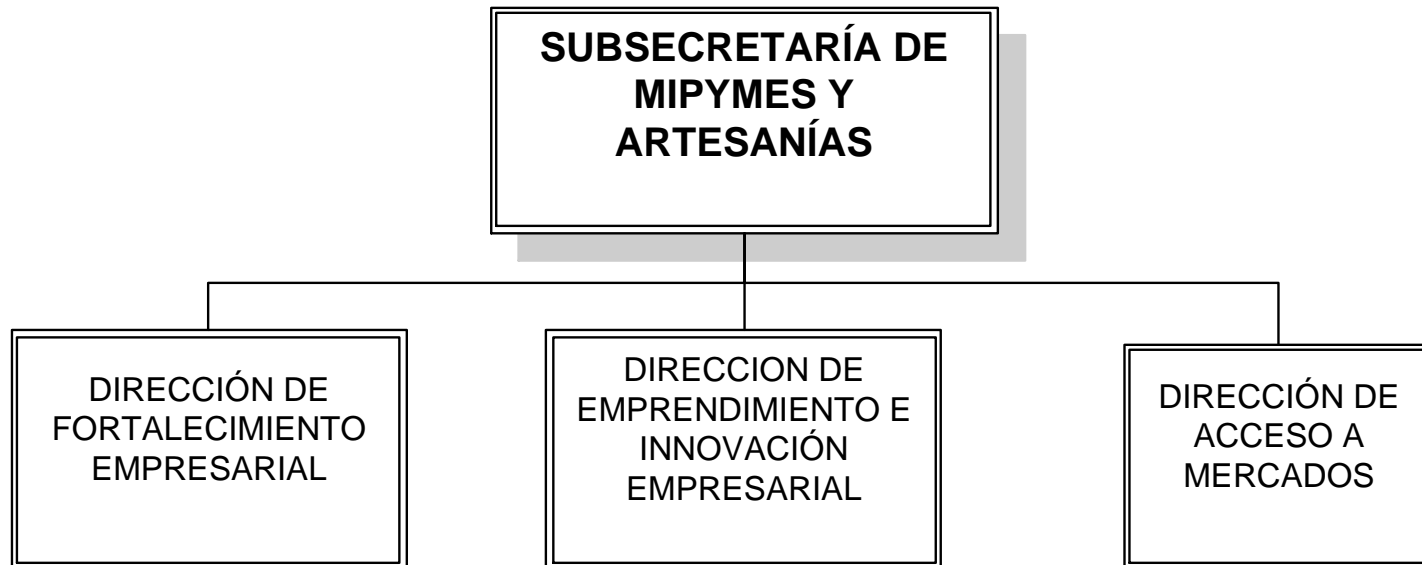 SUBSECRETARÍA DE
MIPYMES Y
ARTESANÍAS
DIRECCIÓN DE
FORTALECIMIENTO
EMPRESARIAL
DIRECCION DE
EMPRENDIMIENTO E
INNOVACIÓN
EMPRESARIAL
DIRECCIÓN DE
ACCESO A
MERCADOS